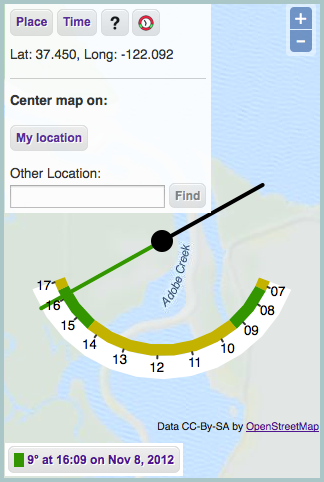 Place Time ?
+
−
Lat: 37.450, Long: -122.092
Center map on:
My location
Other Location:
Find
Adobe Creek
17 07
16 08
15 09
14 10
13 11
12
Data CC-By-SA by OpenStreetMap
9° at 16:09 on Nov 8, 2012